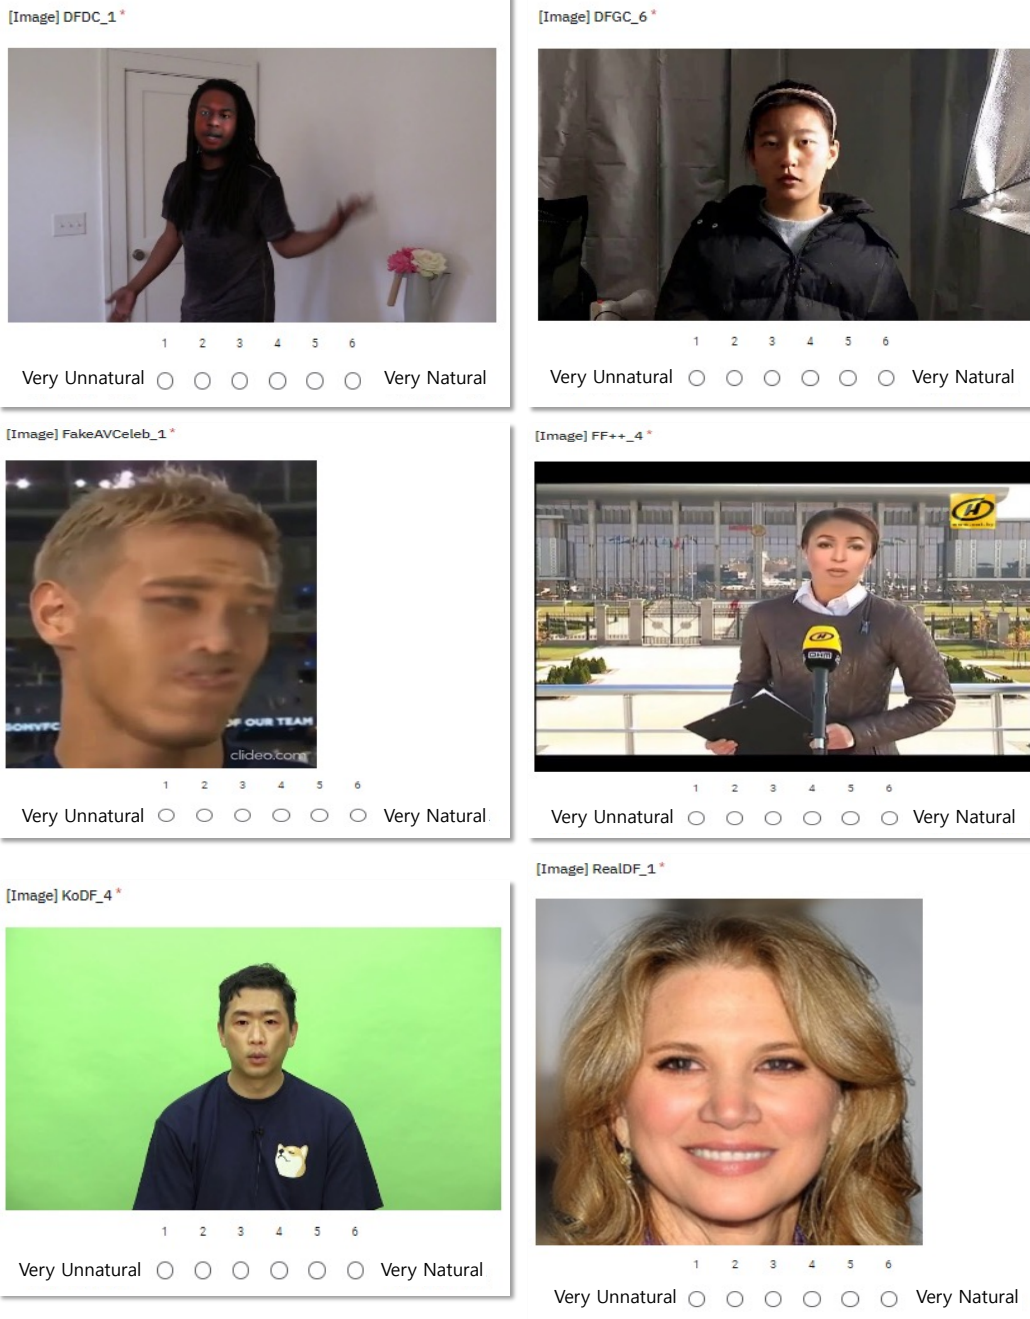 [Image] DFDC_1 *
1 2 3 4 5 6
Very Unnatural Very Natural
[Image] DFGC_6 *
1 2 3 4 5 6
Very Unnatural Very Natural
[Image] FakeAVCeleb_1 *
OF OUR TEAM
clideo.com
1 2 3 4 5 6
Very Unnatural Very Natural
[Image] FF++_4 *
H
1 2 3 4 5 6
Very Unnatural Very Natural
[Image] KoDF_4 *
1 2 3 4 5 6
Very Unnatural Very Natural
[Image] RealDF_1 *
1 2 3 4 5 6
Very Unnatural Very Natural